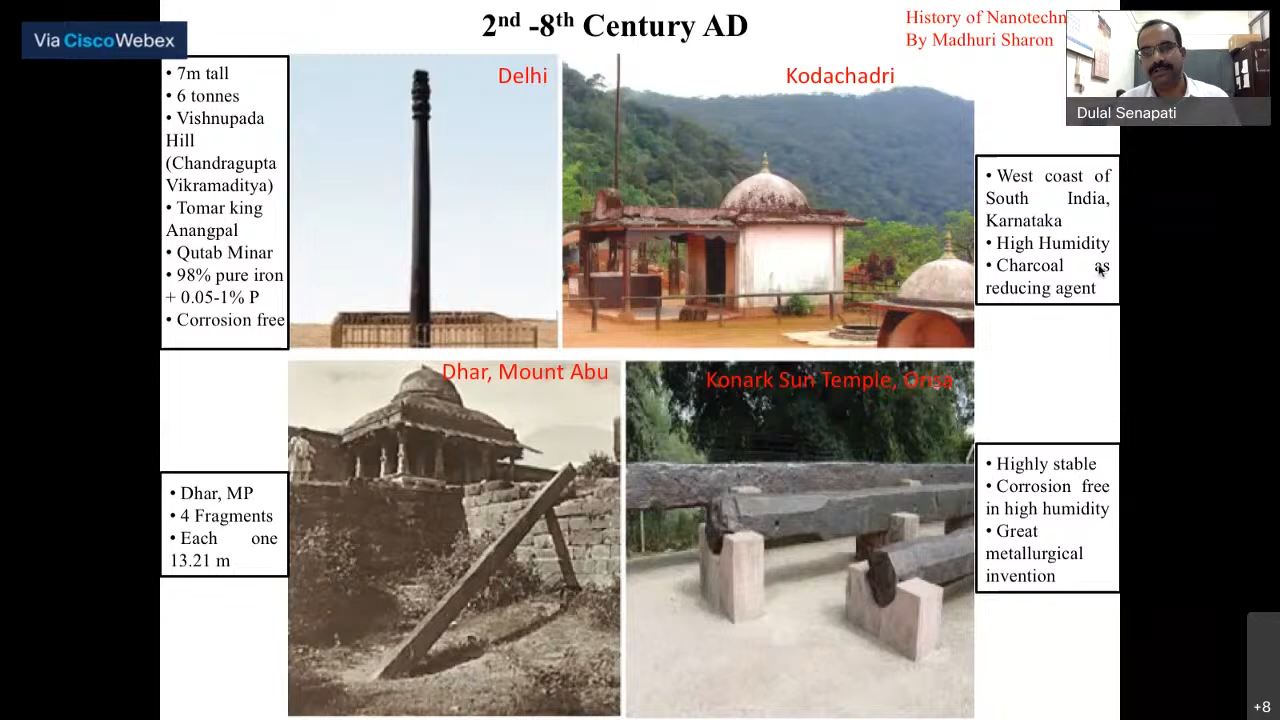 Via CiscoWebex
2nd -8th Century AD
History of Nanotechn
By Madhuri Sharon
Dulal Senapati
• 7m tall
• 6 tonnes
• Vishnupada
Hill
(Chandragupta
Vikramaditya)
• Tomar king
Anangpal
• Qutab Minar
• 98% pure iron
+ 0.05-1% P
• Corrosion free
Delhi
Kodachadri
• West coast of
South India,
Karnataka
• High Humidity
• Charcoal as
reducing agent
• Dhar, MP
• 4 Fragments
• Each one
13.21 m
Dhar, Mount Abu
Konark Sun Temple, Orisa
• Highly stable
• Corrosion free
in high humidity
• Great
metallurgical
invention
+8